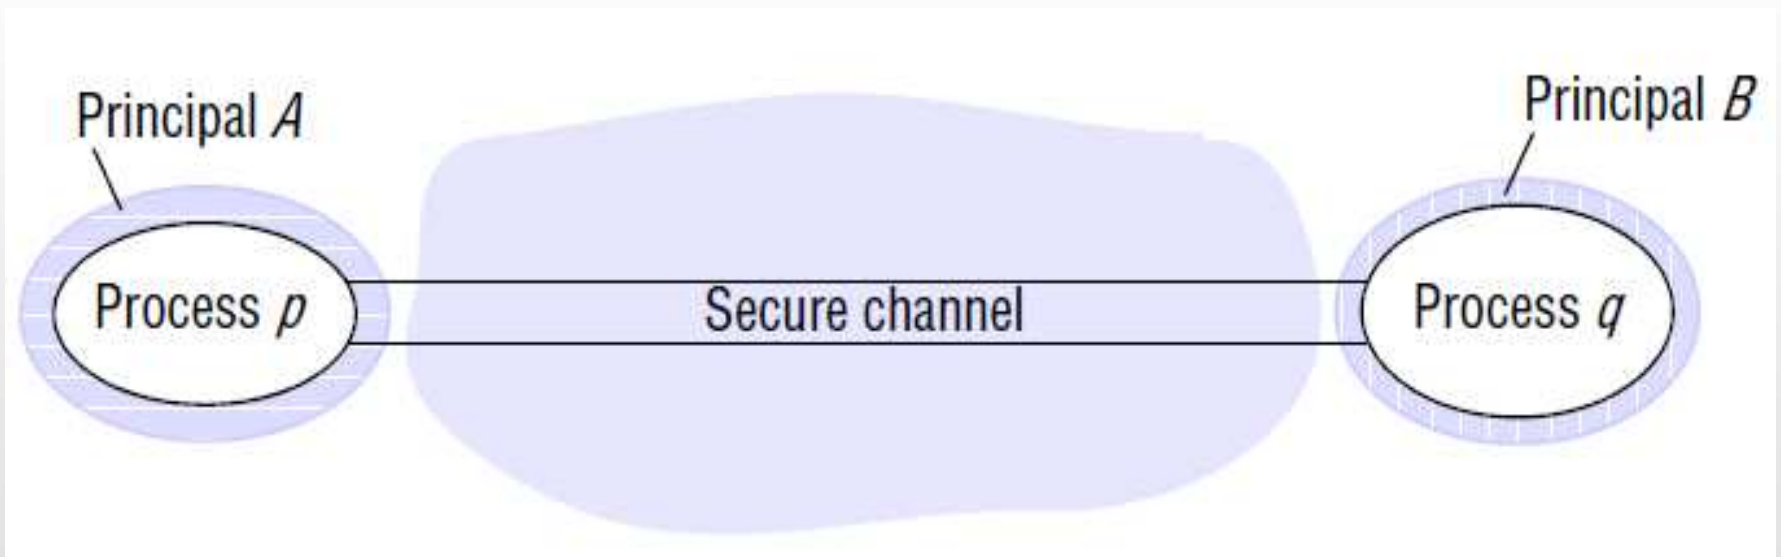 Principal A
Principal B
Process p
Secure channel
Process q